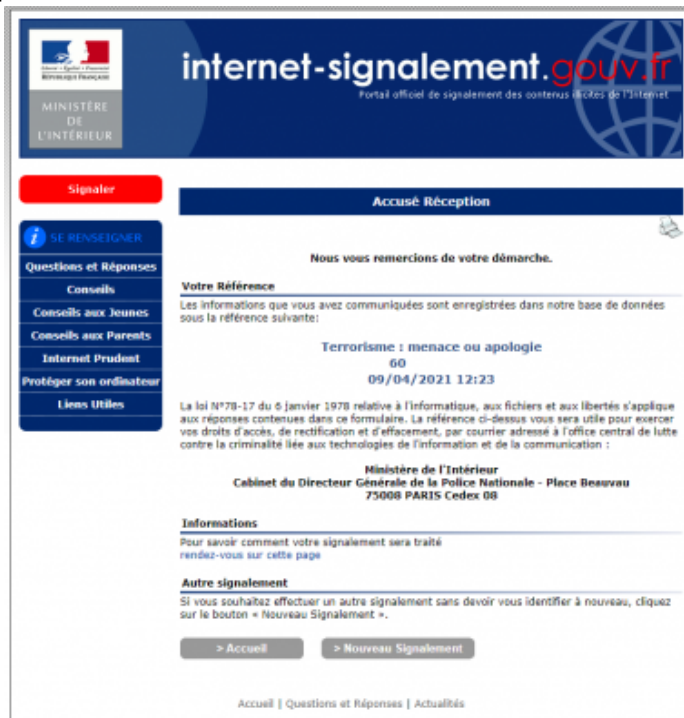 Liberté • Égalité • Fraternité
RÉPUBLIQUE FRANÇAISE
MINISTÈRE
DE
L'INTÉRIEUR
internet-signalement.gouv.fr
Portail officiel de signalement des contenus illicites de l'Internet
Signaler
i SE RENSEIGNER
Questions et Réponses
Conseils
Conseils aux Jeunes
Conseils aux Parents
Internet Prudent
Protéger son ordinateur
Liens Utiles
Accusé Réception
Nous vous remercions de votre démarche.
Votre Référence
Les informations que vous avez communiquées sont enregistrées dans notre base de données
sous la référence suivante:
Terrorisme : menace ou apologie
60
09/04/2021 12:23
La loi N°78-17 du 6 janvier 1978 relative à l'informatique, aux fichiers et aux libertés s'applique
aux réponses contenues dans ce formulaire. La référence ci-dessus vous sera utile pour exercer
vos droits d'accès, de rectification et d'effacement, par courrier adressé à l'office central de lutte
contre la criminalité liée aux technologies de l'information et de la communication :
Ministère de l'Intérieur
Cabinet du Directeur Générale de la Police Nationale - Place Beauvau
75008 PARIS Cedex 08
Informations
Pour savoir comment votre signalement sera traité
rendez-vous sur cette page
Autre signalement
Si vous souhaitez effectuer un autre signalement sans devoir vous identifier à nouveau, cliquez
sur le bouton « Nouveau Signalement ».
> Accueil
> Nouveau Signalement
Accueil | Questions et Réponses | Actualités